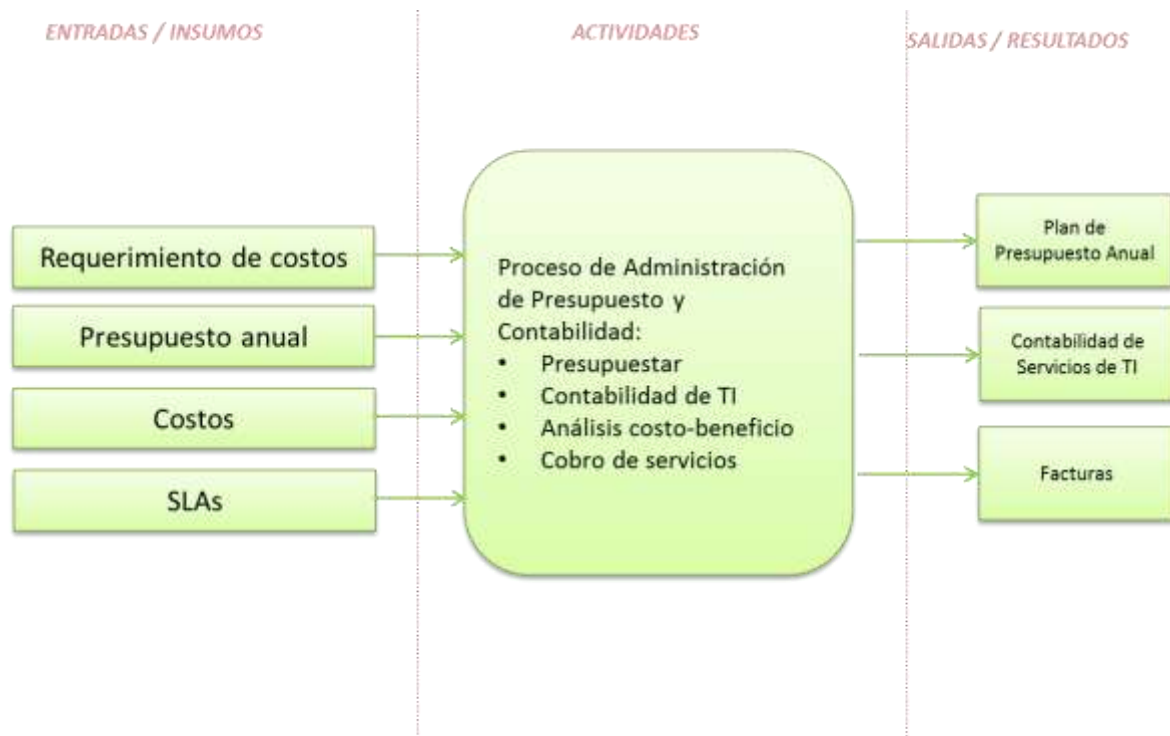 ENTRADAS / INSUMOS
ACTIVIDADES
SALIDAS / RESULTADOS
Requerimiento de costos
Presupuesto anual
Costos
SLAs
Proceso de Administración
de Presupuesto y
Contabilidad:
• Presupuestar
• Contabilidad de TI
• Análisis costo-beneficio
• Cobro de servicios
Plan de
Presupuesto Anual
Contabilidad de
Servicios de TI
Facturas